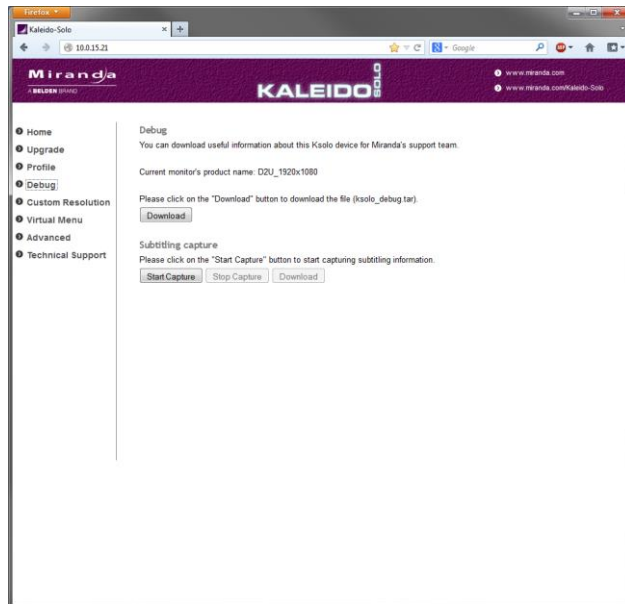 Firefox
Kaleido-Solo
10.0.15.21
Google
Miranda
A BELDEN BRAND
KALEIDO SOLO
www.miranda.com
www.miranda.com/Kaleido-Solo
Home
Upgrade
Profile
Debug
Custom Resolution
Virtual Menu
Advanced
Technical Support
Debug
You can download useful information about this Ksolo device for Miranda's support team.
Current monitor's product name: D2U_1920x1080
Please click on the "Download" button to download the file (ksolo_debug.tar).
Download
Subtitling capture
Please click on the "Start Capture" button to start capturing subtitling information.
Start Capture Stop Capture Download